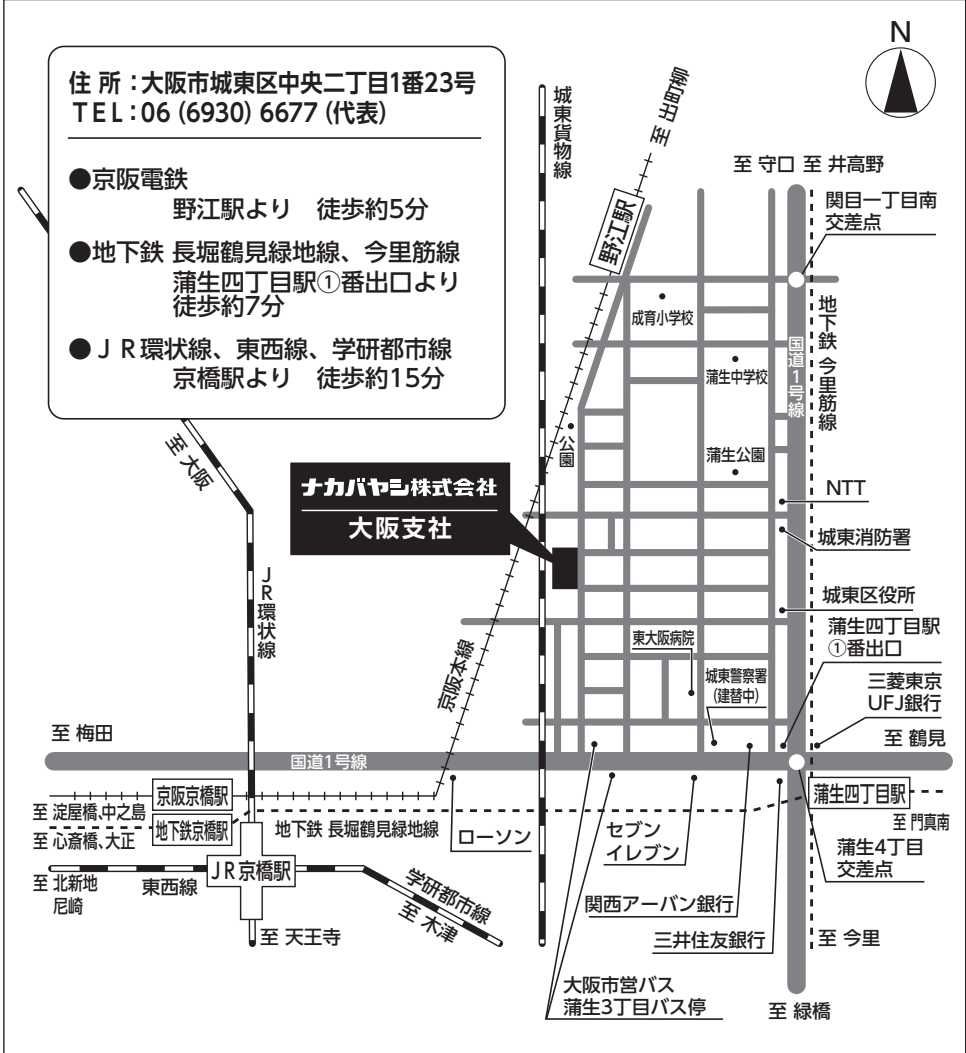 N
住 所：大阪市城東区中央二丁目1番23号
TEL：06 (6930) 6677 (代表)
●京阪電鉄
野江駅より　徒歩約5分
●地下鉄 長堀鶴見緑地線、今里筋線
蒲生四丁目駅①番出口より
徒歩約7分
●ＪＲ環状線、東西線、学研都市線
京橋駅より　徒歩約15分
城東貨物線
至 出町柳
野江駅
至 守口
至 井高野
関目一丁目南
交差点
成育小学校
国道1号線
地下鉄 今里筋線
蒲生中学校
公園
蒲生公園
至 大阪
ナカバヤシ株式会社
大阪支社
NTT
城東消防署
JR環状線
城東区役所
蒲生四丁目駅
①番出口
東大阪病院
京阪本線
城東警察署
(建替中)
三菱東京
UFJ銀行
至 梅田
国道1号線
至 鶴見
京阪京橋駅
至 淀屋橋、中之島
蒲生四丁目駅
地下鉄京橋駅
至 心斎橋、大正
地下鉄 長堀鶴見緑地線
ローソン
セブン
イレブン
至 門真南
蒲生4丁目
交差点
JR京橋駅
至 北新地
尼崎
東西線
学研都市線
至 木津
関西アーバン銀行
三井住友銀行
至 天王寺
至 今里
大阪市営バス
蒲生3丁目バス停
至 緑橋